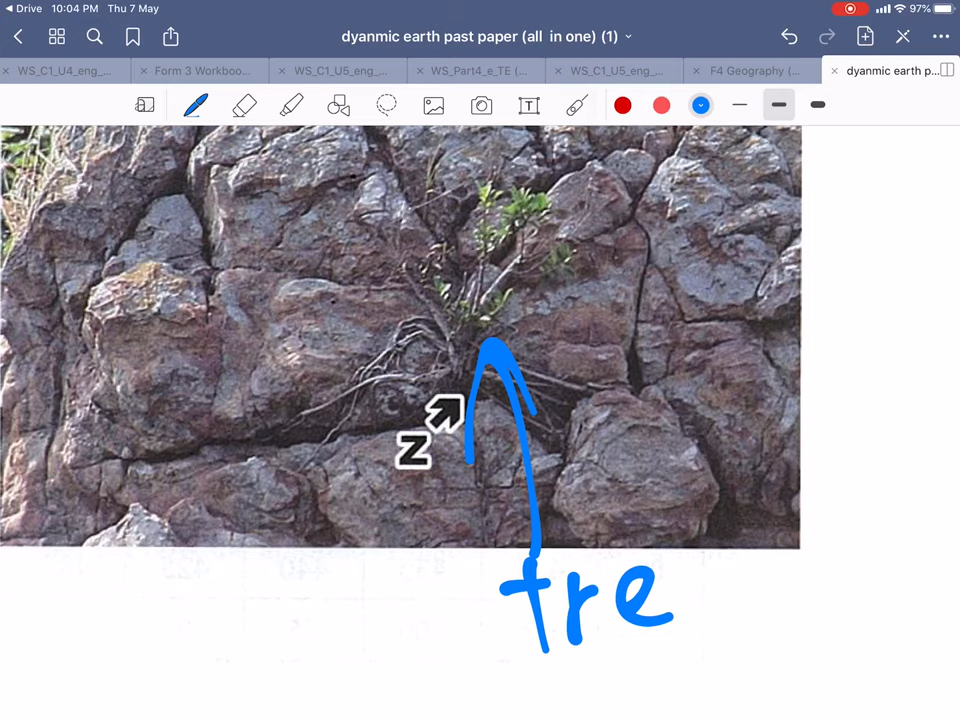 Drive 10:04 PM Thu 7 May 97%
dyanmic earth past paper (all in one) (1)
WS_C1_U4_eng_... Form 3 Workboo... WS_C1_U5_eng_... WS_Part4_e_TE (... WS_C1_U5_eng_... F4 Geography (... dyanmic earth p...
T
Z
tre